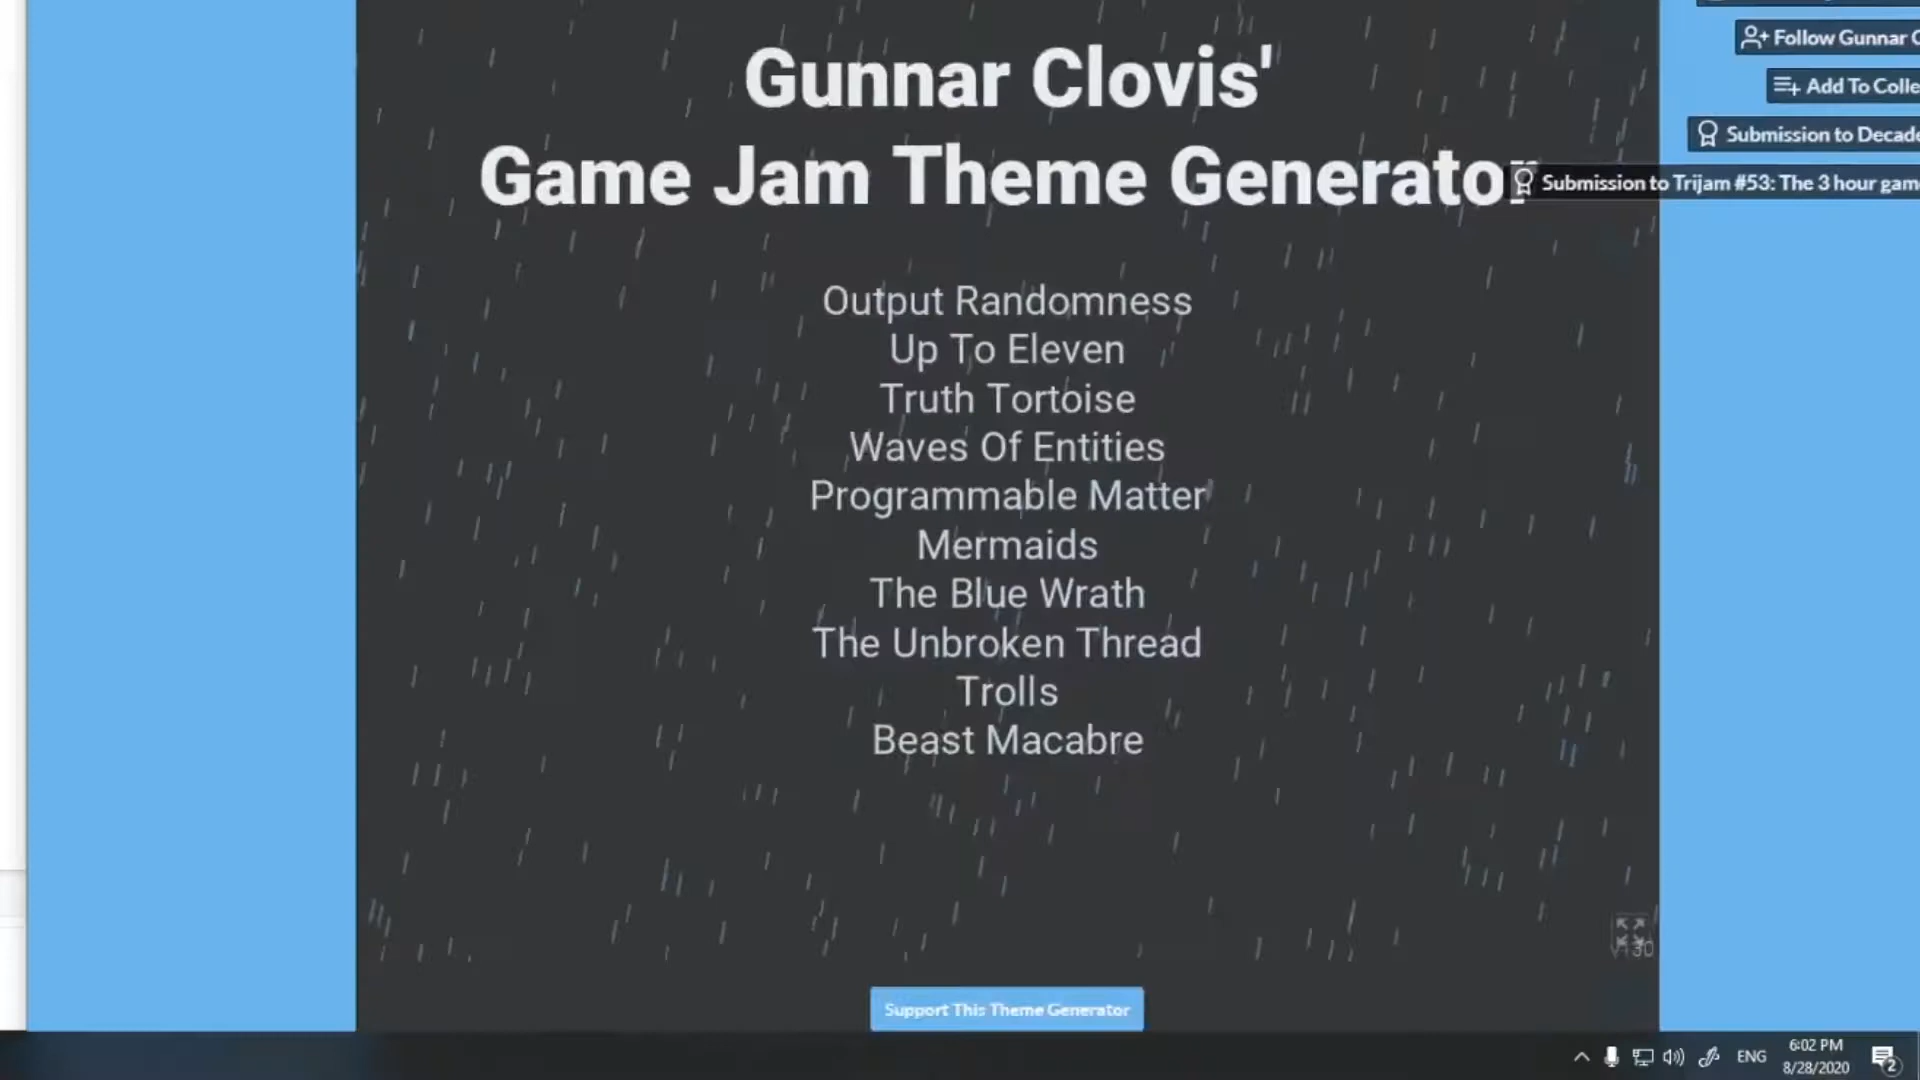 Gunnar Clovis'
Game Jam Theme Generator
Output Randomness
Up To Eleven
Truth Tortoise
Waves Of Entities
Programmable Matter
Mermaids
The Blue Wrath
The Unbroken Thread
Trolls
Beast Macabre
Support This Theme Generator
Follow Gunnar C
Add To Colle
Submission to Decade
Submission to Trijam #53: The 3 hour gam
ENG
6:02 PM
8/28/2020
2